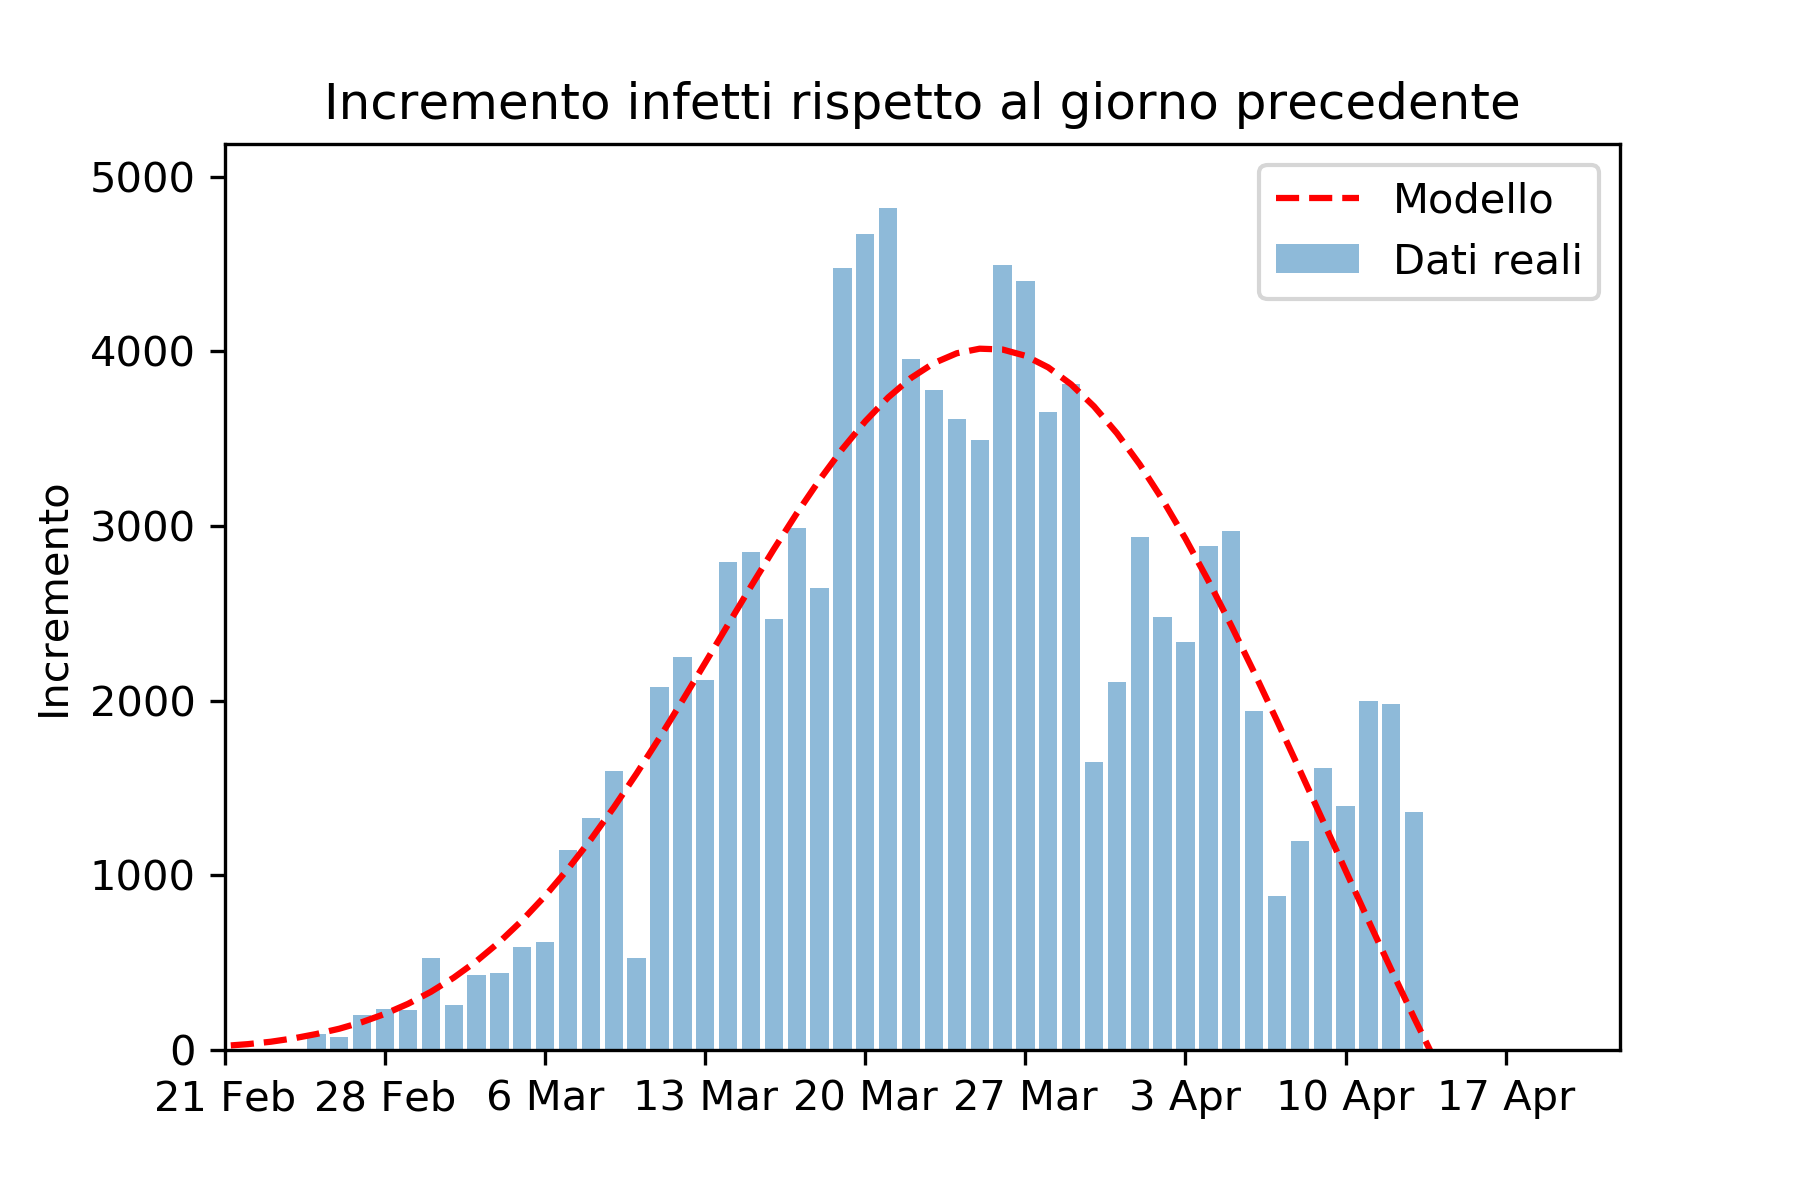 Incremento infetti rispetto al giorno precedente
Modello
Dati reali
Incremento
5000
4000
3000
2000
1000
0
21 Feb 28 Feb 6 Mar 13 Mar 20 Mar 27 Mar 3 Apr 10 Apr 17 Apr